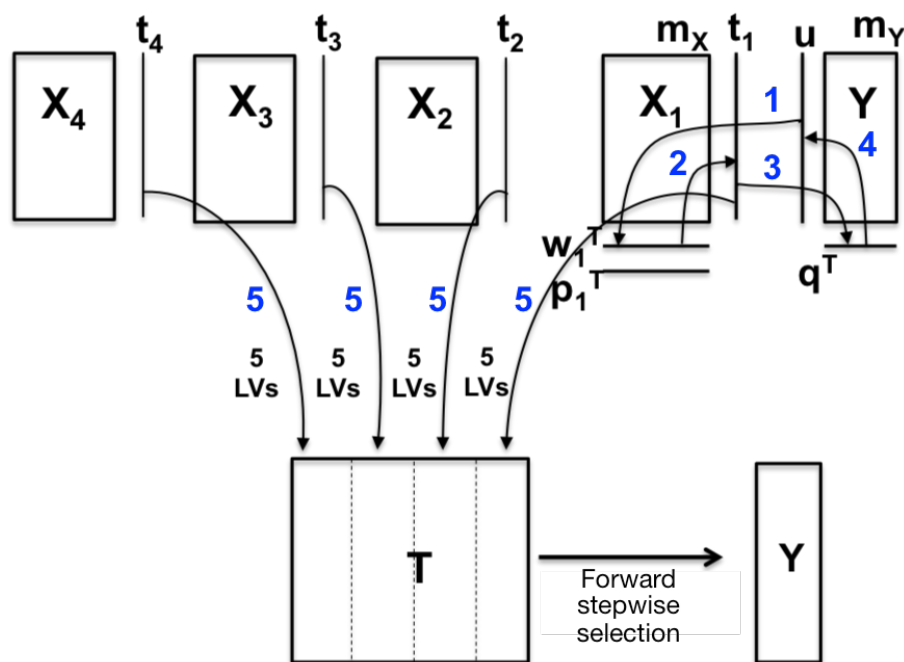 t4 t3 t2 mX t1 u mY
X4 X3 X2 X1 Y
1
2 3 4
w1T
p1T qT
5 5 5 5
5 5 5 5
LVs LVs LVs LVs
T Y
Forward
stepwise
selection